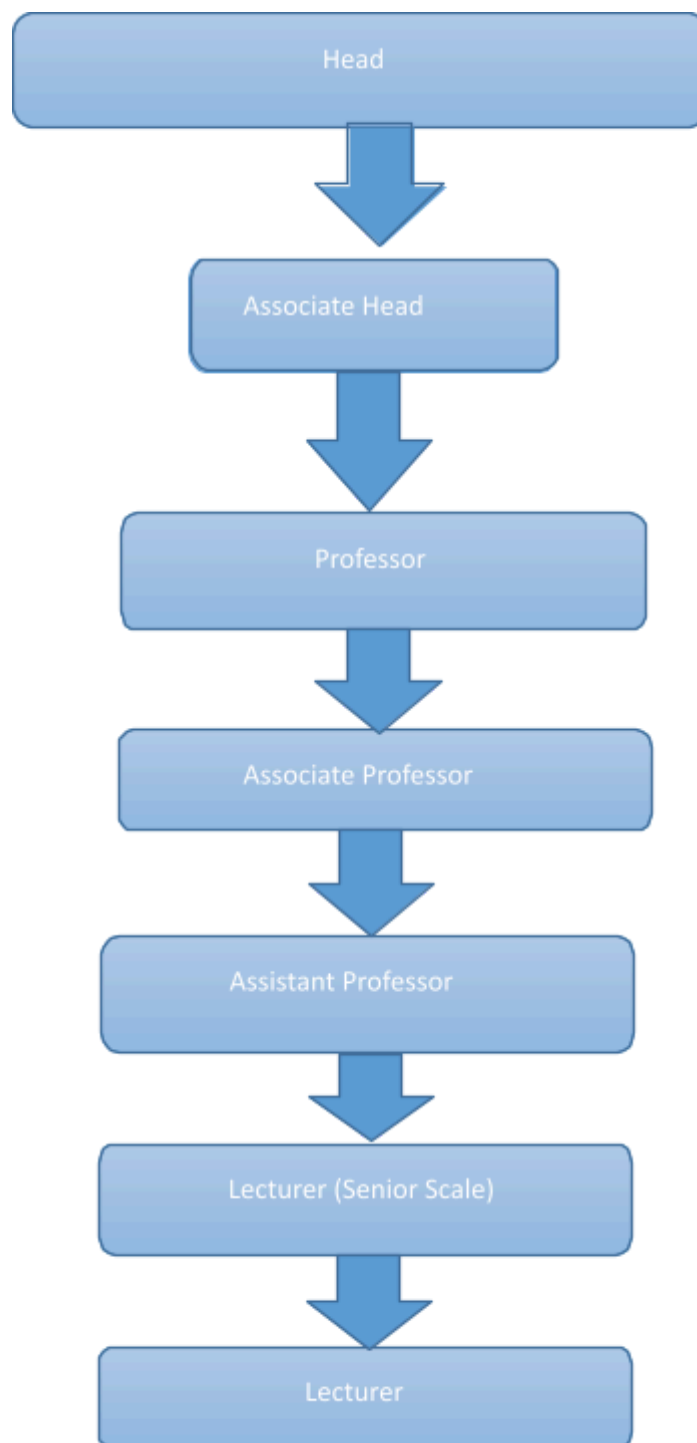 Head
Associate Head
Professor
Associate Professor
Assistant Professor
Lecturer (Senior Scale)
Lecturer